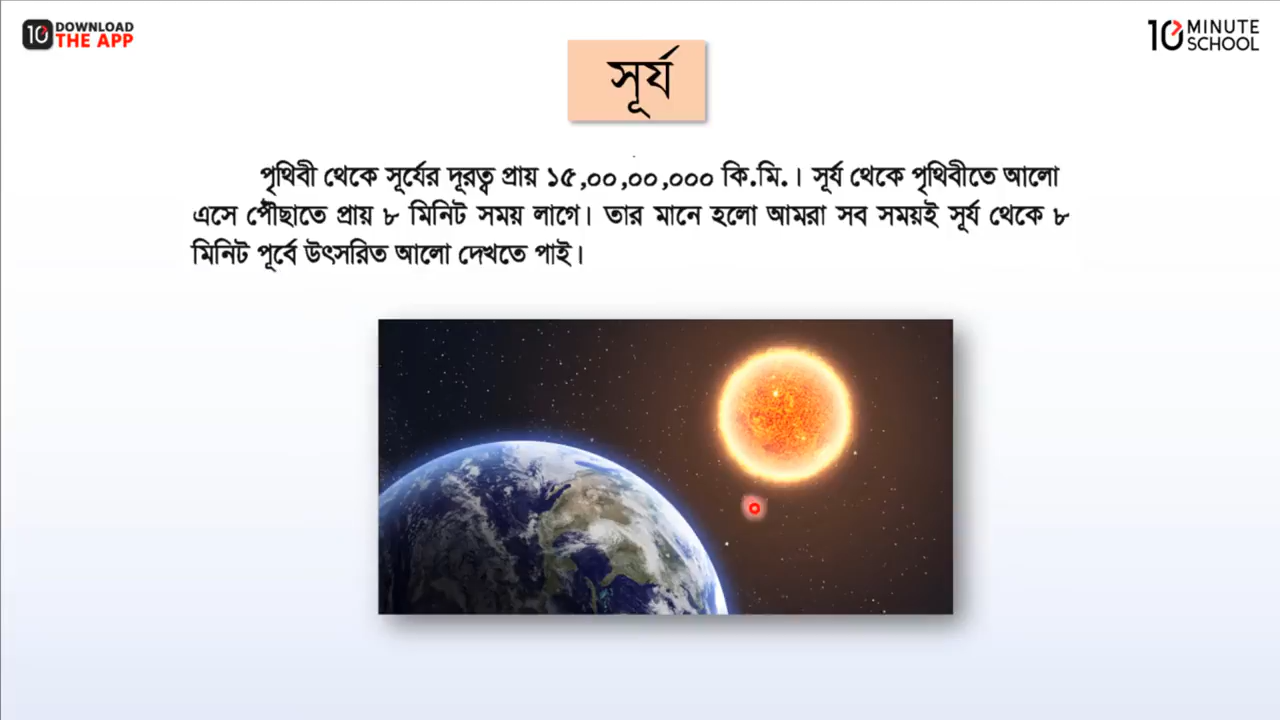 DOWNLOAD
THE APP
10 MINUTE
SCHOOL
সূর্য
পৃথিবী থেকে সূর্যের দূরত্ব প্রায় ১৫,০০,০০,০০০ কি.মি.। সূর্য থেকে পৃথিবীতে আলো
এসে পৌঁছাতে প্রায় ৮ মিনিট সময় লাগে। তার মানে হলো আমরা সব সময়ই সূর্য থেকে ৮
মিনিট পূর্বে উৎসরিত আলো দেখতে পাই।